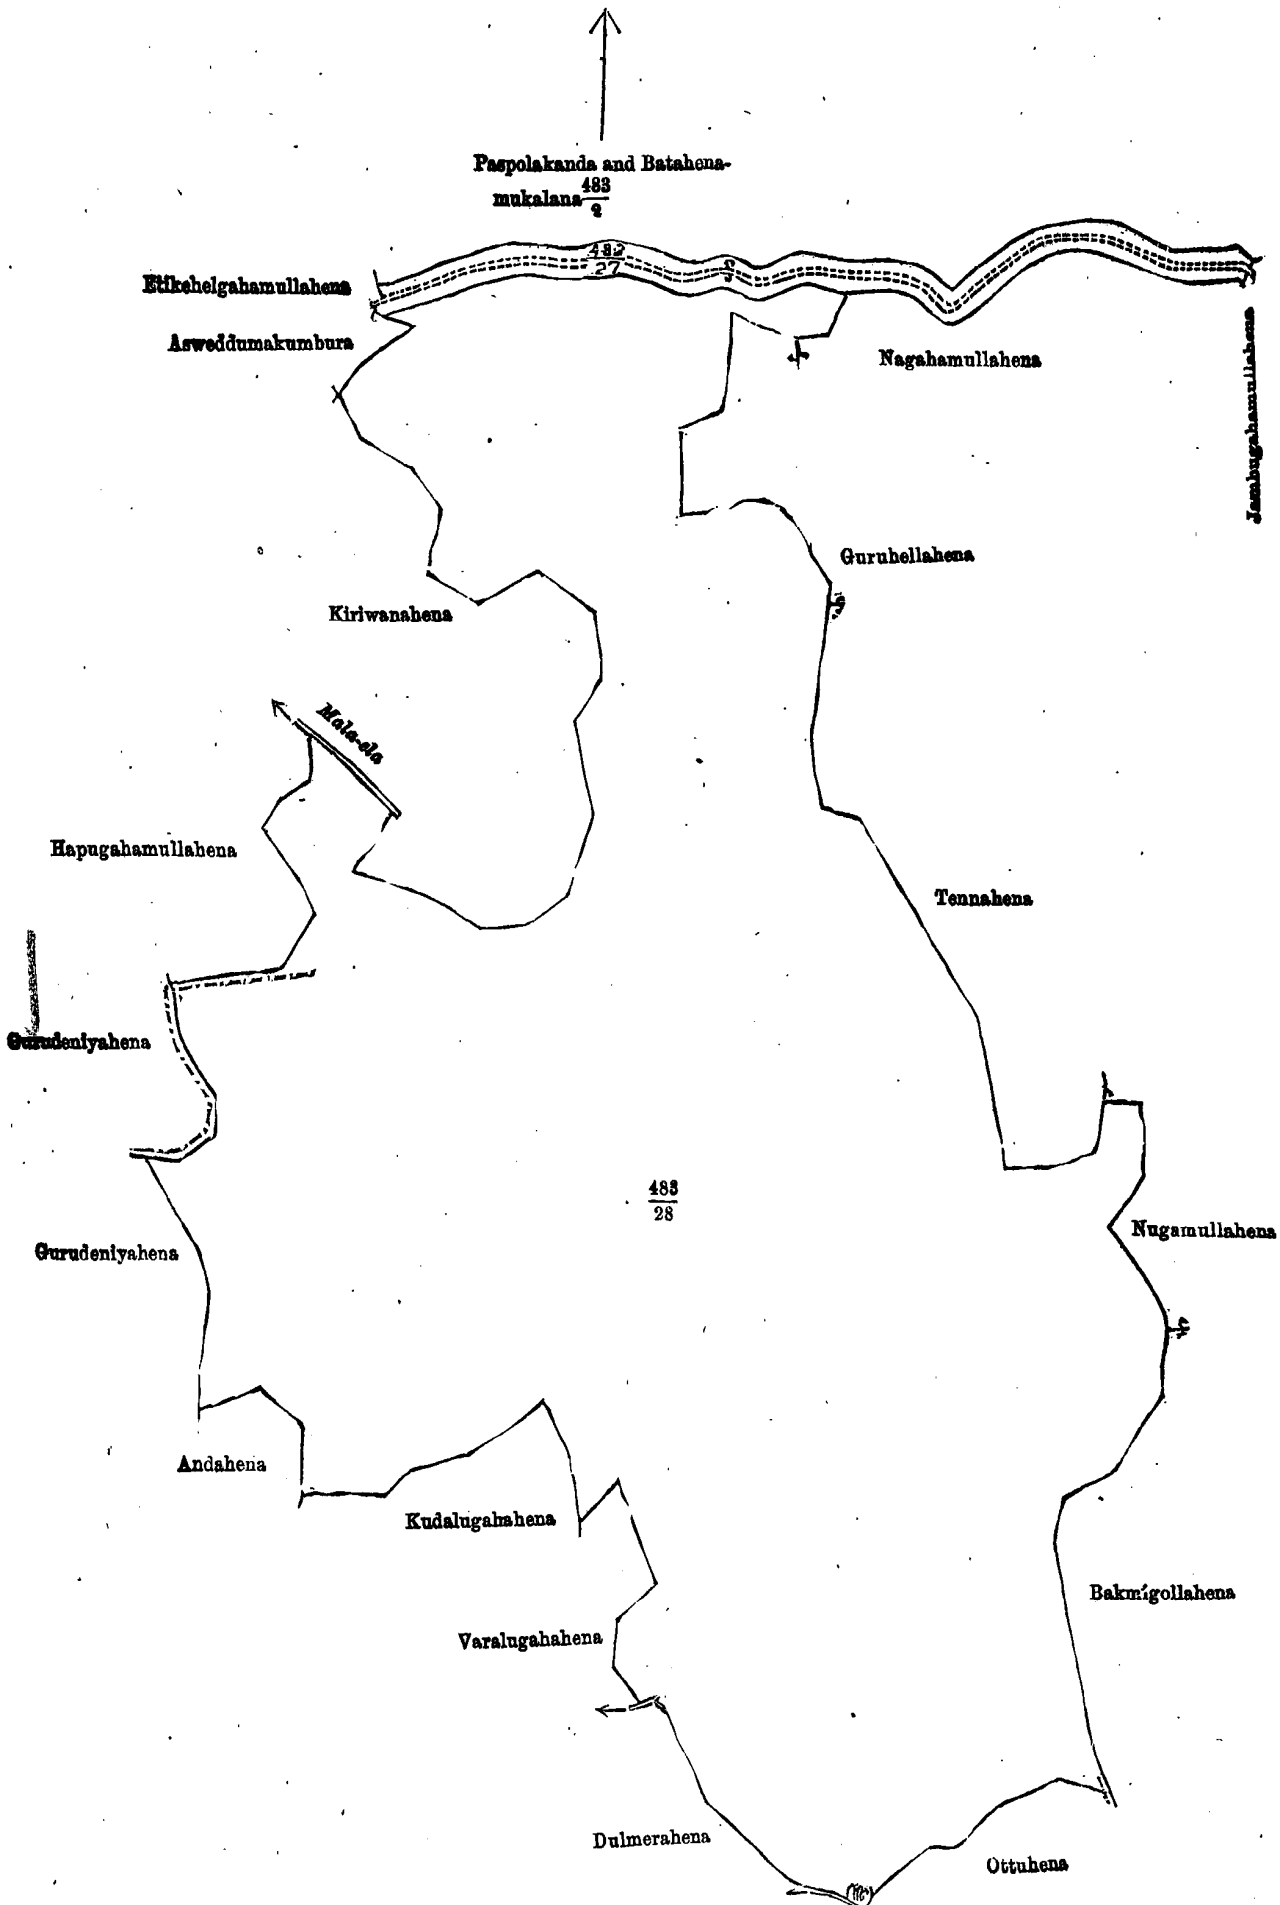 Paspolakanda and Batahena-
mukalana 483/2
483/27
Etikehelgahamullahena
Asweddumakumbura
Nagahamullahena
Jambugahamullahena
Guruhellahena
Kiriwanahena
Mala-ela
Hapugahamullahena
Tennahena
Gurudeniyahena
483/28
Nugamullahena
Gurudeniyahena
Andahena
Kudalugahahena
Bakmigollahena
Varalugahahena
Dulmerahena
Ottuhena